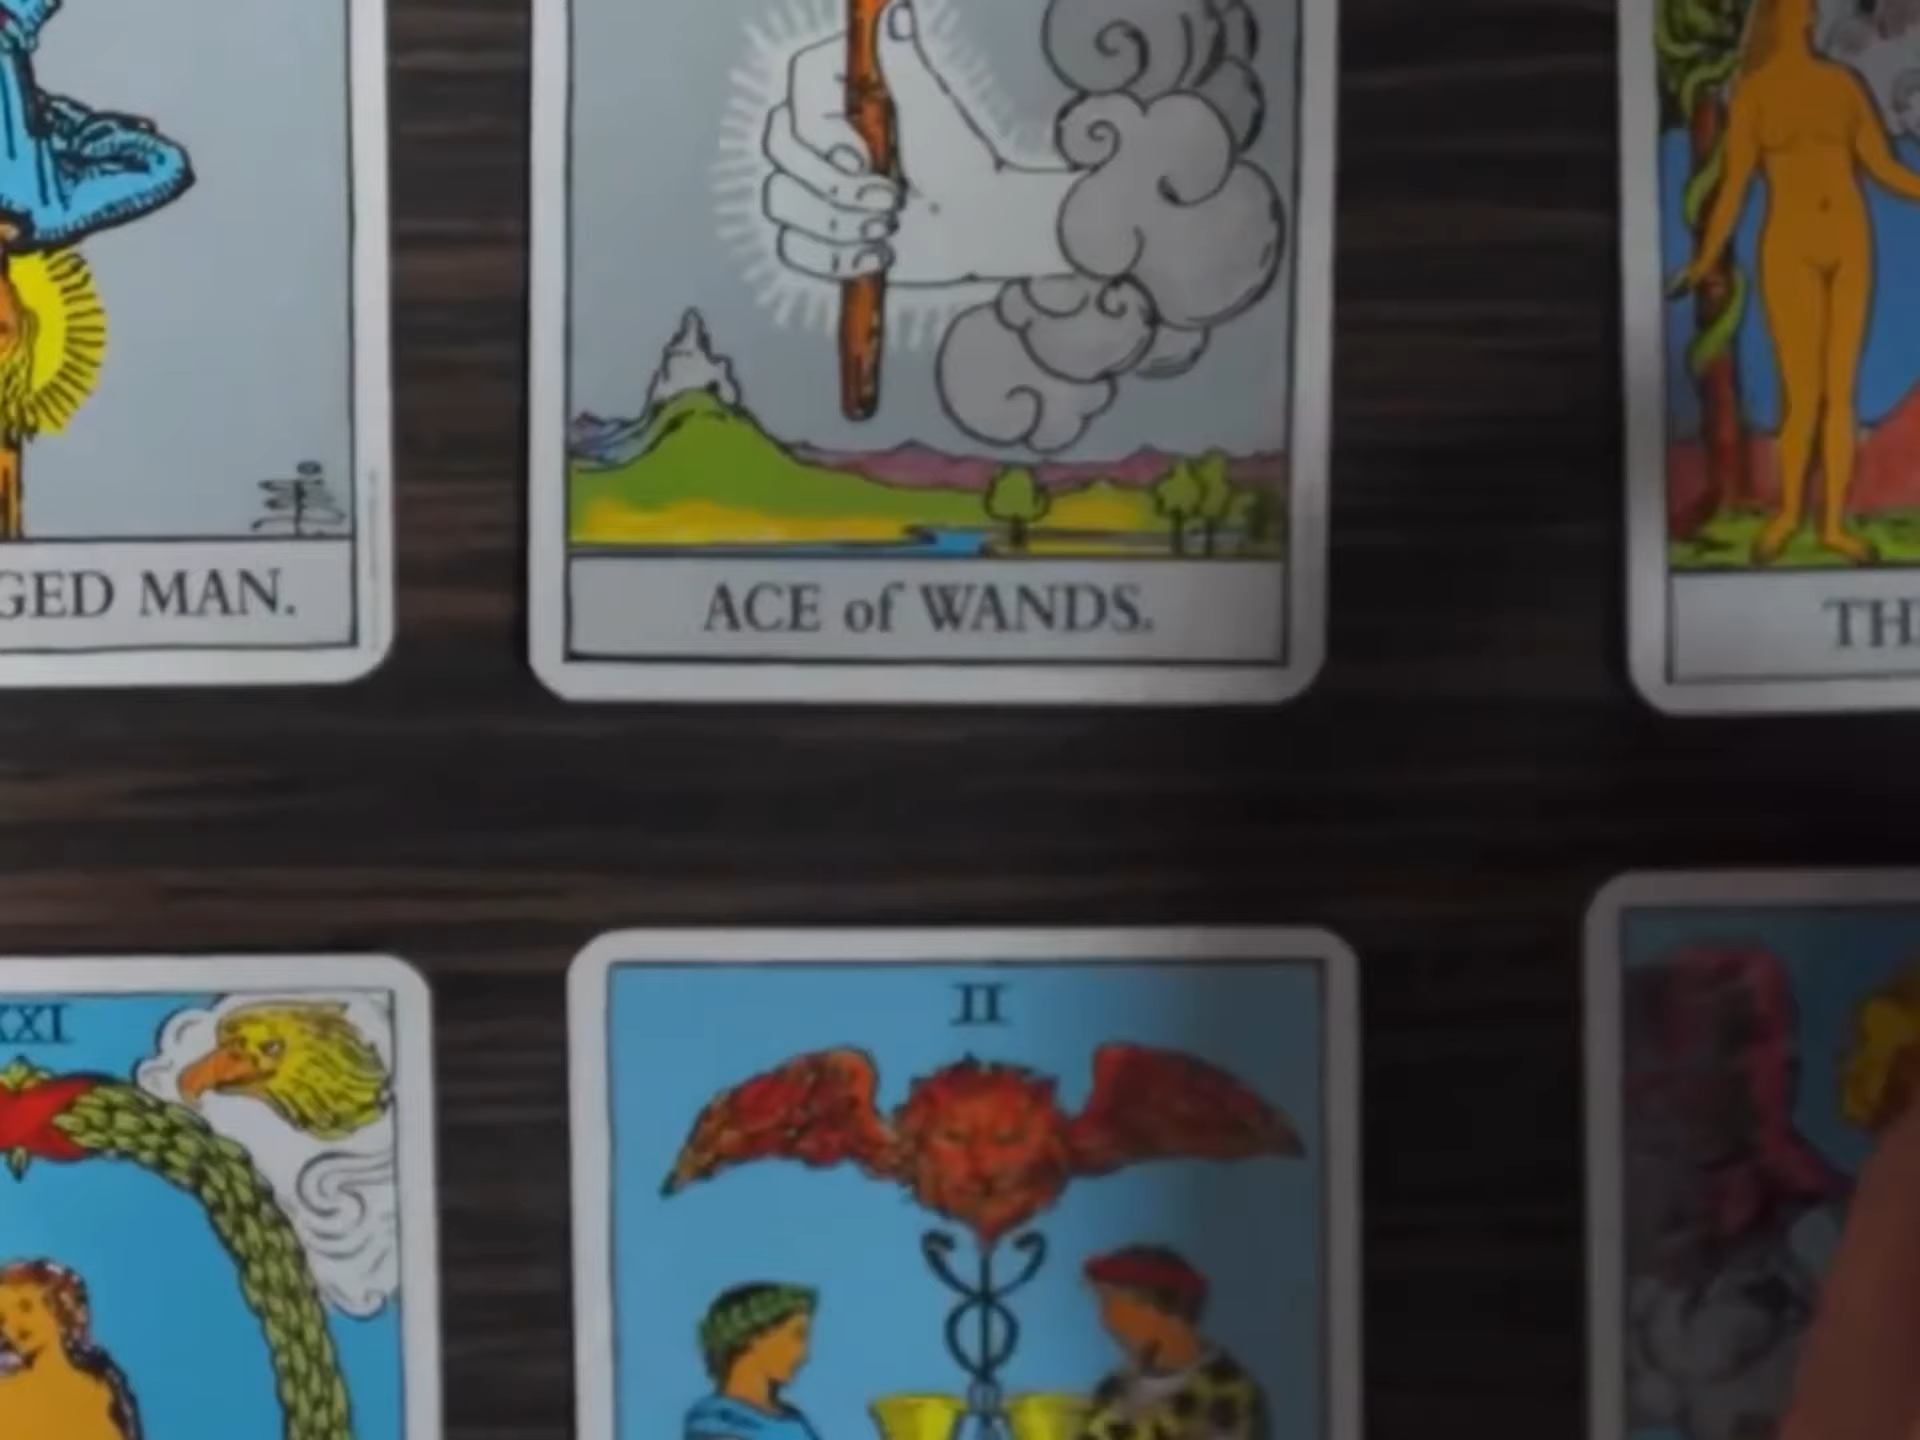 GED MAN.
ACE of WANDS.
TH
XXI
II